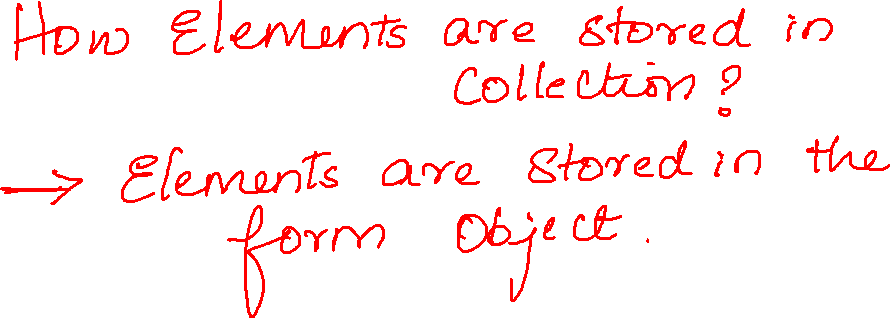 How Elements are stored in
Collection?
→ Elements are stored in the
form Object.